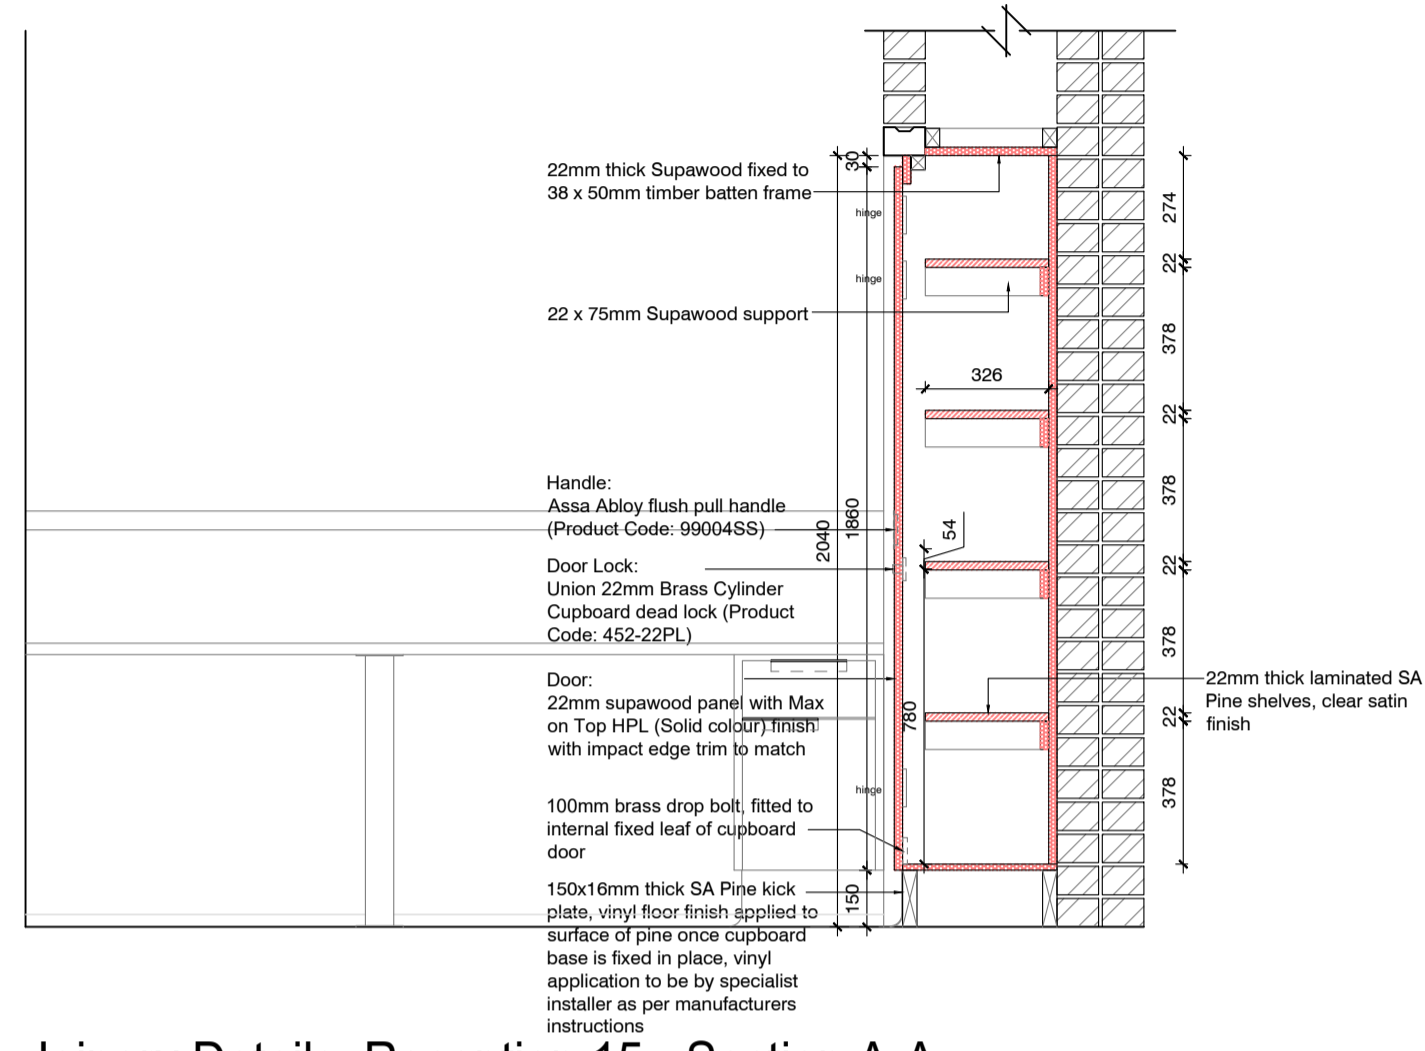 22mm thick Supawood fixed to
38 x 50mm timber batten frame
30
hinge
274
22
hinge
22 x 75mm Supawood support
378
326
22
Handle:
Assa Abloy flush pull handle
(Product Code: 99004SS)
2040
1860
54
378
22
Door Lock:
Union 22mm Brass Cylinder
Cupboard dead lock (Product
Code: 452-22PL)
378
Door:
22mm supawood panel with Max
on Top HPL (Solid colour) finish
with impact edge trim to match
780
22mm thick laminated SA
Pine shelves, clear satin
finish
22
hinge
378
100mm brass drop bolt, fitted to
internal fixed leaf of cupboard
door
150x16mm thick SA Pine kick
plate, vinyl floor finish applied to
surface of pine once cupboard
base is fixed in place, vinyl
application to be by specialist
installer as per manufacturers
instructions
150